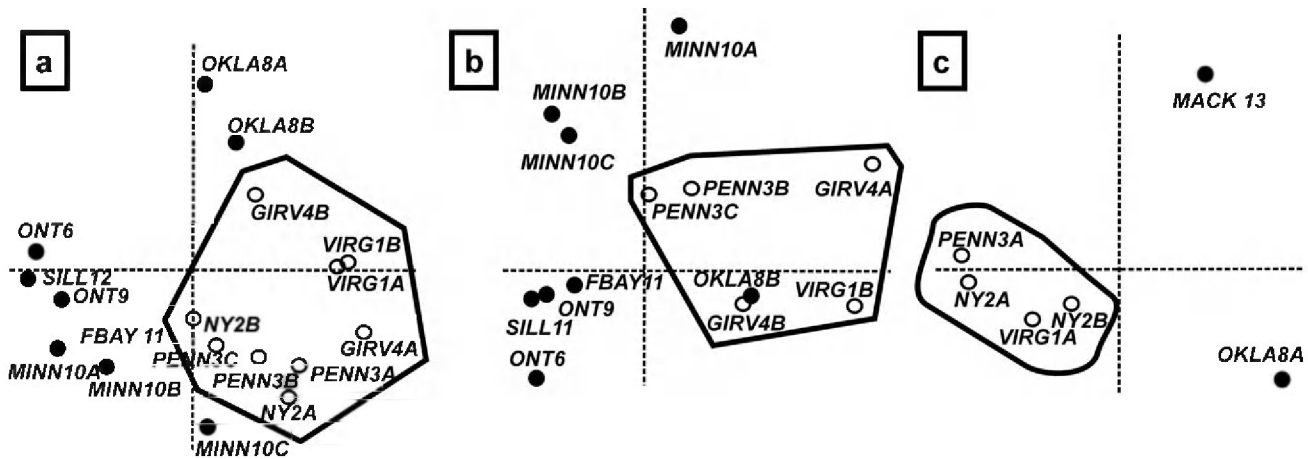 a
OKLA8A
OKLA8B
GIRV4B
ONT6
VIRG1B
SILL12
VIRG1A
ONT9
NY2B
FBAY 11
GIRV4A
PENN3C
MINN10A
PENN3B
PENN3A
MINN10B
NY2A
MINN10C
b
MINN10A
MINN10B
MINN10C
PENN3B
GIRV4A
PENN3C
OKLA8B
FBAY11
VIRG1B
ONT9
GIRV4B
SILL11
ONT6
c
MACK 13
PENN3A
NY2A
NY2B
VIRG1A
OKLA8A